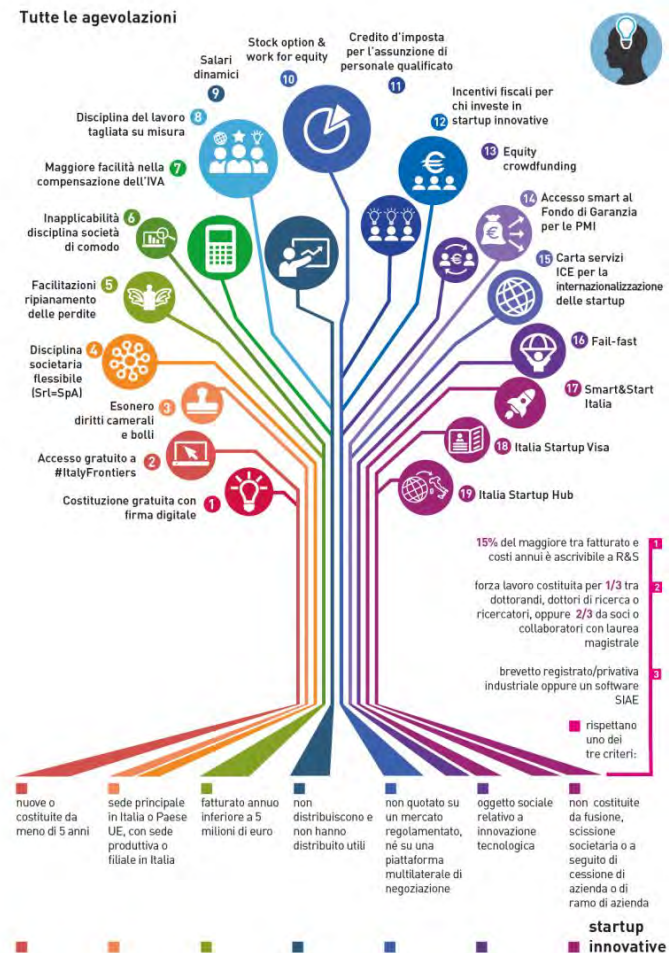 Tutte le agevolazioni
Costituzione gratuita con
firma digitale
1
Accesso gratuito a
#ItalyFrontiers
2
Esonero
diritti camerali
e bolli
3
Disciplina
societaria
flessibile
(Srl=SpA)
4
Facilitazioni
ripianamento
delle perdite
5
Inapplicabilità
disciplina società
di comodo
6
Maggiore facilità nella
compensazione dell'IVA
7
Disciplina del lavoro
tagliata su misura
8
Salari
dinamici
9
Stock option &
work for equity
10
Credito d'imposta
per l'assunzione di
personale qualificato
11
Incentivi fiscali per
chi investe in
12 startup innovative
13 Equity
crowdfunding
14 Accesso smart al
Fondo di Garanzia
per le PMI
15 Carta servizi
ICE per la
internazionalizzazione
delle startup
16 Fail-fast
17 Smart&Start
Italia
18 Italia Startup Visa
19 Italia Startup Hub
15% del maggiore tra fatturato e
costi annui è ascrivibile a R&S
1
forza lavoro costituita per 1/3 tra
dottorandi, dottori di ricerca o
ricercatori, oppure 2/3 da soci o
collaboratori con laurea
magistrale
2
brevetto registrato/privativa
industriale oppure un software
SIAE
3
rispettano
uno dei
tre criteri:
nuove o
costituite da
meno di 5 anni
sede principale
in Italia o Paese
UE, con sede
produttiva o
filiale in Italia
fatturato annuo
inferiore a 5
milioni di euro
non
distribuiscono e
non hanno
distribuito utili
non quotato su
un mercato
regolamentato,
né su una
piattaforma
multilaterale di
negoziazione
oggetto sociale
relativo a
innovazione
tecnologica
non costituite
da fusione,
scissione
societaria o a
seguito di
cessione di
azienda o di
ramo di azienda
startup
innovative